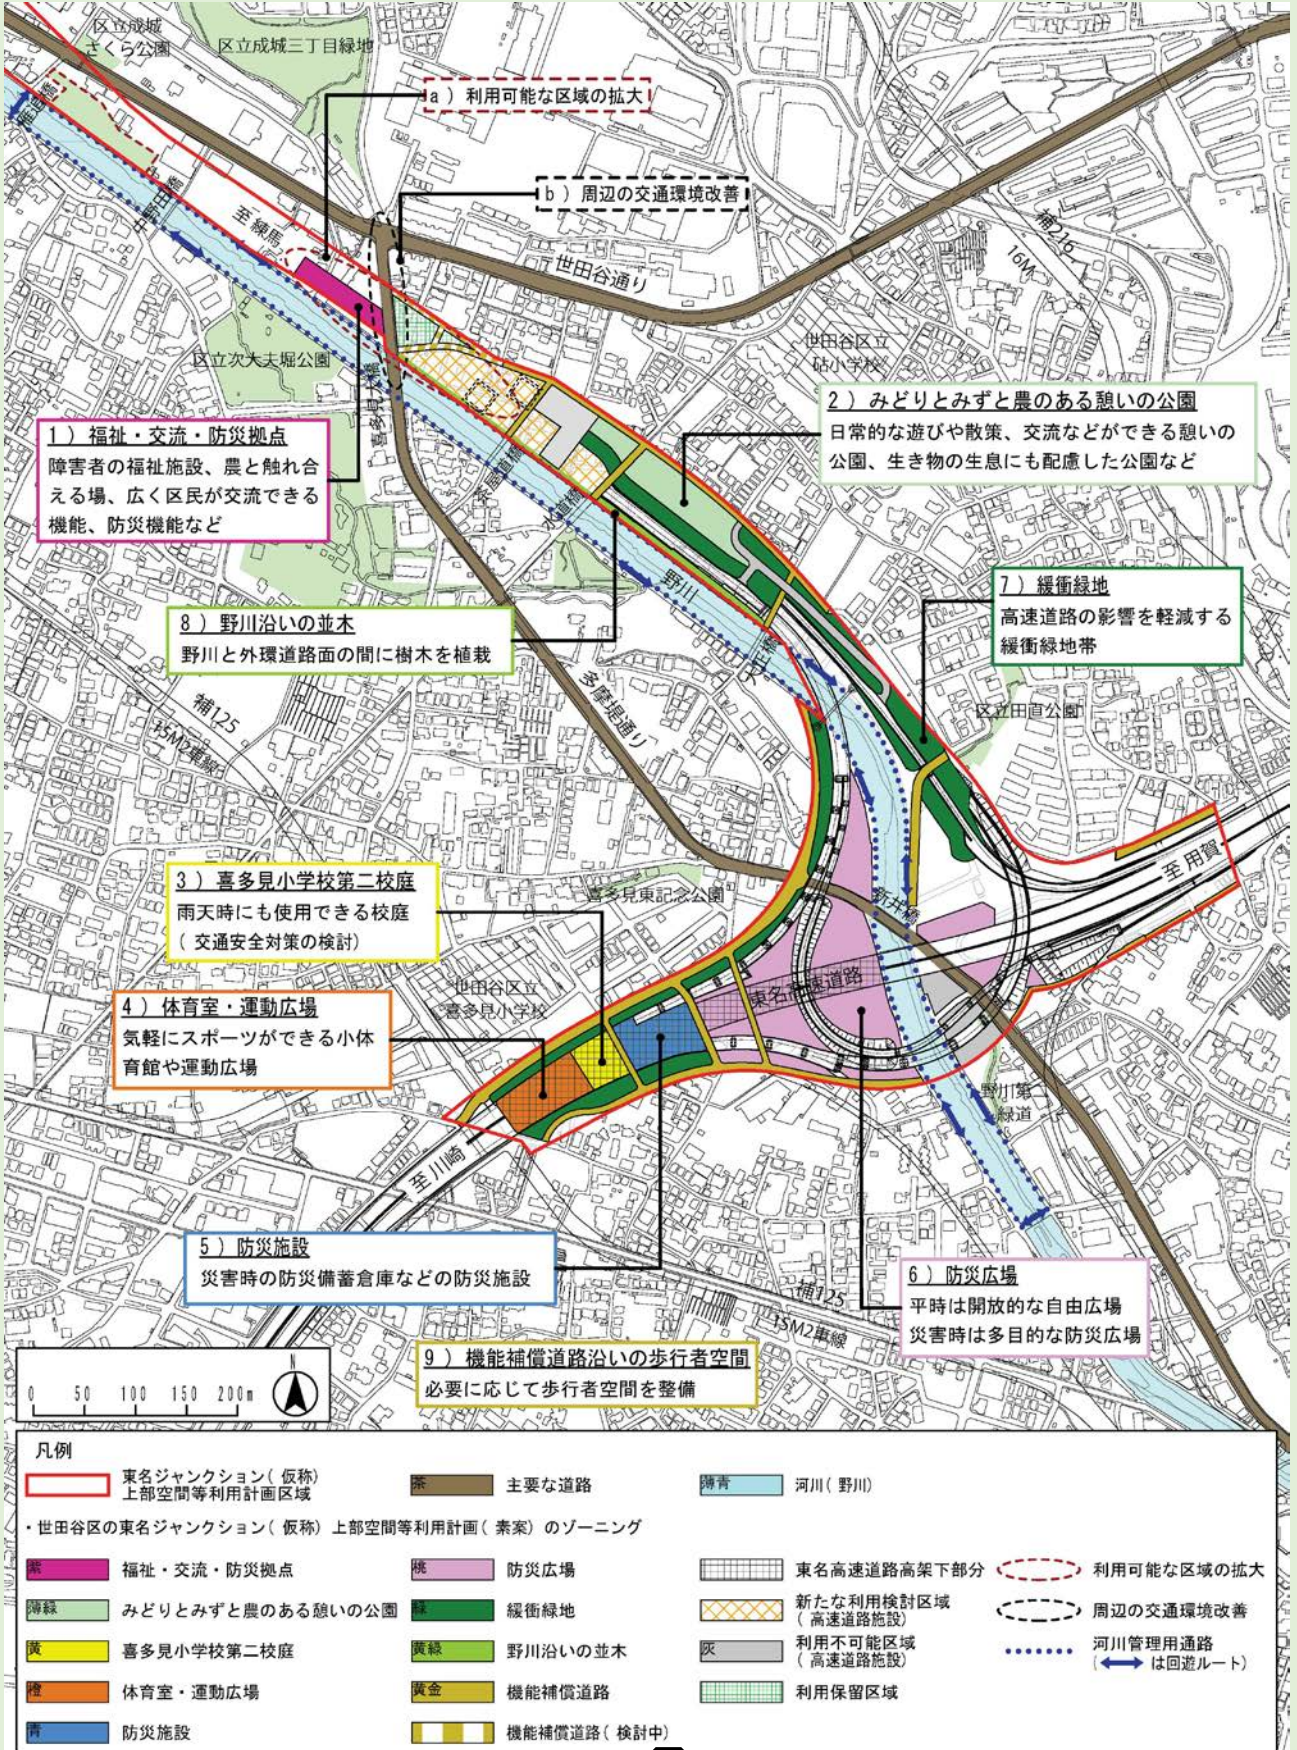 区立成城
さくら公園
区立成城三丁目緑地
a）利用可能な区域の拡大
b）周辺の交通環境改善
雁追橋
中野田橋
至練馬
世田谷通り
補216
16M
世田谷区立
砧小学校
区立次大夫堀公園
喜多見大橋
1）福祉・交流・防災拠点
障害者の福祉施設、農と触れ合
える場、広く区民が交流できる
機能、防災機能など
2）みどりとみずと農のある憩いの公園
日常的な遊びや散策、交流などができる憩いの
公園、生き物の生息にも配慮した公園など
茶屋道橋
水道橋
野川
7）緩衝緑地
高速道路の影響を軽減する
緩衝緑地帯
8）野川沿いの並木
野川と外環道路面の間に樹木を植栽
大正橋
多摩堤通り
区立田直公園
補125
15M2車線
至用賀
3）喜多見小学校第二校庭
雨天時にも使用できる校庭
（交通安全対策の検討）
喜多見東記念公園
新井橋
東名高速道路
世田谷区立
喜多見小学校
4）体育室・運動広場
気軽にスポーツができる小体
育館や運動広場
野川第二
緑道
至川崎
5）防災施設
災害時の防災備蓄倉庫などの防災施設
6）防災広場
平時は開放的な自由広場
災害時は多目的な防災広場
補125
15M2車線
9）機能補償道路沿いの歩行者空間
必要に応じて歩行者空間を整備
N
0 50 100 150 200m
凡例
東名ジャンクション（仮称）
上部空間等利用計画区域
茶 主要な道路
薄青 河川（野川）
・世田谷区の東名ジャンクション（仮称）上部空間等利用計画（素案）のゾーニング
紫 福祉・交流・防災拠点
桃 防災広場
東名高速道路高架下部分
利用可能な区域の拡大
薄緑 みどりとみずと農のある憩いの公園
緑 緩衝緑地
新たな利用検討区域
（高速道路施設）
周辺の交通環境改善
黄 喜多見小学校第二校庭
黄緑 野川沿いの並木
灰 利用不可能区域
（高速道路施設）
河川管理用通路
（ は回遊ルート）
橙 体育室・運動広場
黄金 機能補償道路
利用保留区域
青 防災施設
機能補償道路（検討中）